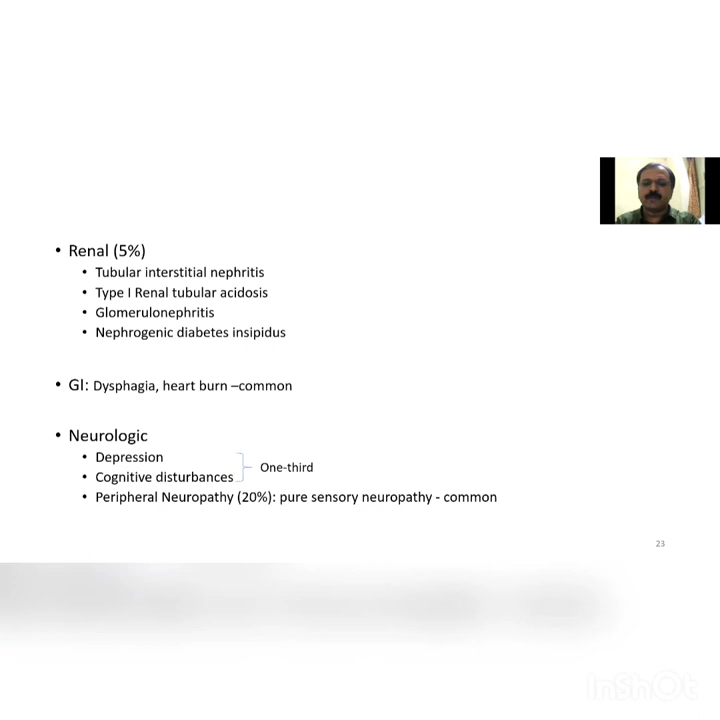 • Renal (5%)
• Tubular interstitial nephritis
• Type I Renal tubular acidosis
• Glomerulonephritis
• Nephrogenic diabetes insipidus
• GI: Dysphagia, heart burn –common
• Neurologic
• Depression
• Cognitive disturbances
One-third
• Peripheral Neuropathy (20%): pure sensory neuropathy - common
23
InShOt